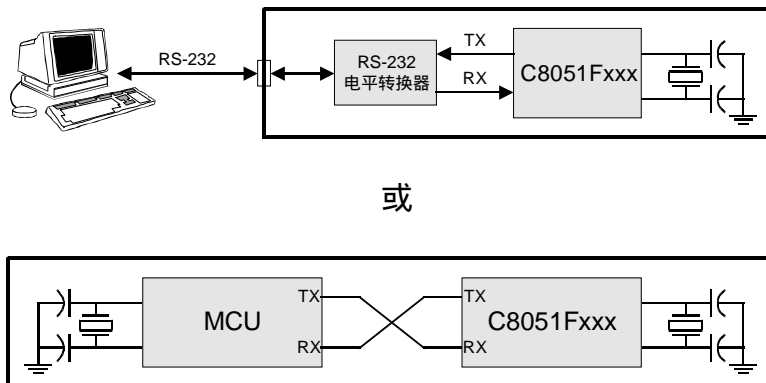 RS-232
RS-232
电平转换器
TX
RX
C8051Fxxx
或
MCU
TX
RX
TX
RX
C8051Fxxx